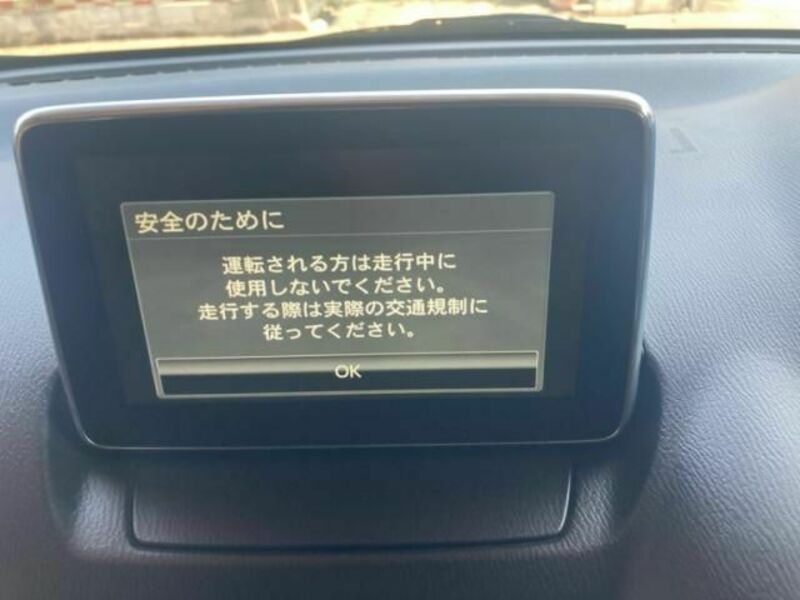 安全のために
運転される方は走行中に
使用しないでください。
走行する際は実際の交通規制に
従ってください。
OK